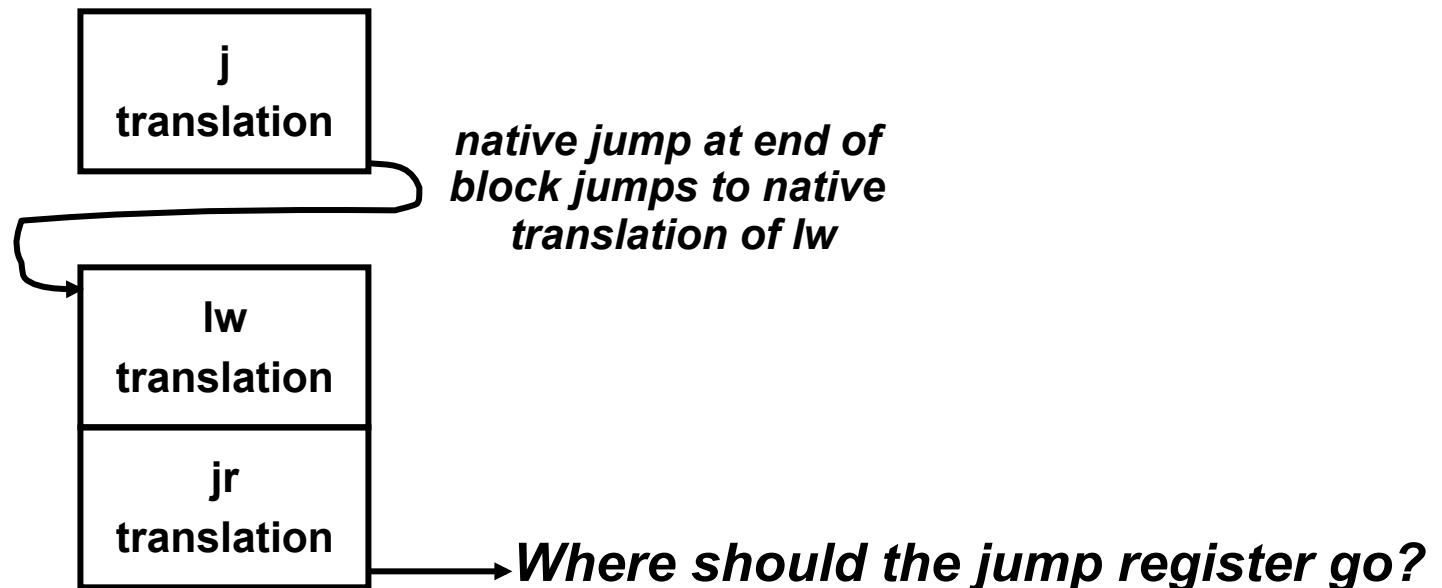 j
translation
native jump at end of
block jumps to native
translation of lw
lw
translation
jr
translation
Where should the jump register go?